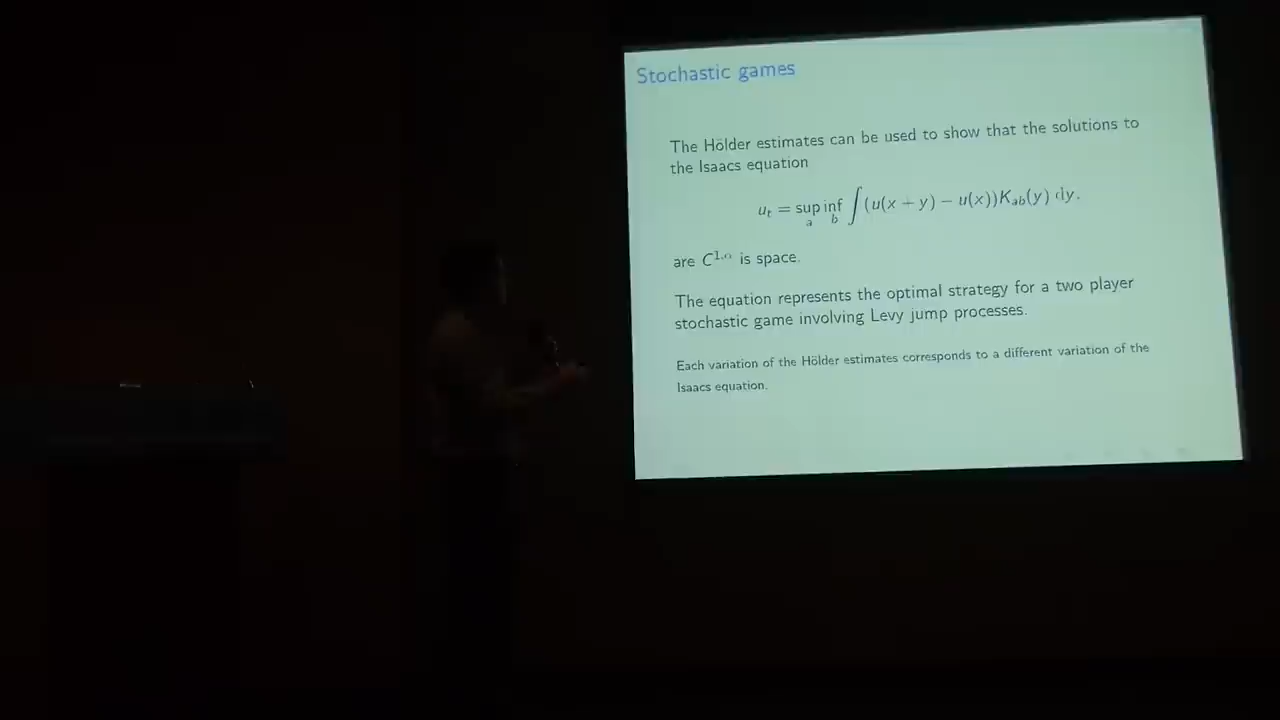 Stochastic games
The Hölder estimates can be used to show that the solutions to
the Isaacs equation
u_t = sup_a inf_b ∫ (u(x + y) − u(x))K_{ab}(y) dy.
are C^{1,α} is space.
The equation represents the optimal strategy for a two player
stochastic game involving Levy jump processes.
Each variation of the Hölder estimates corresponds to a different variation of the
Isaacs equation.